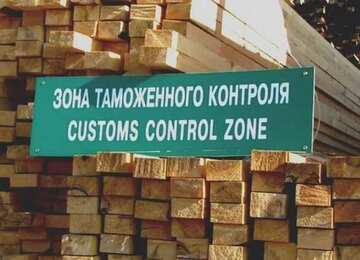 ЗОНА ТАМОЖЕННОГО КОНТРОЛЯ
CUSTOMS CONTROL ZONE